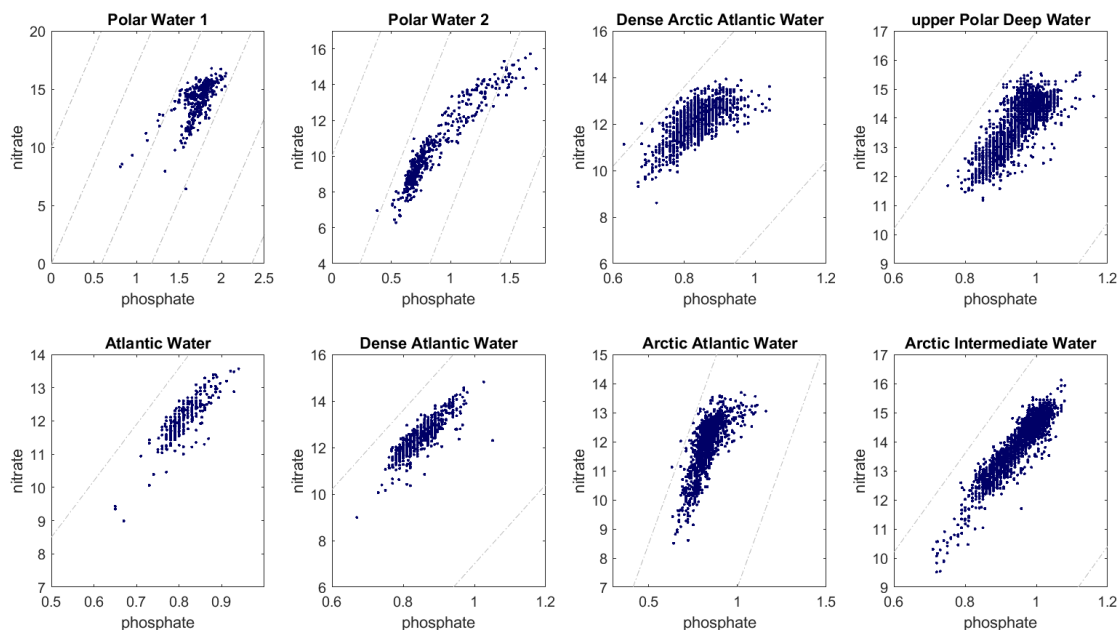 Polar Water 1
20
15
10
5
0
nitrate
0 0.5 1 1.5 2 2.5
phosphate
Polar Water 2
16
14
12
10
8
6
4
nitrate
0 0.5 1 1.5
phosphate
Dense Arctic Atlantic Water
16
14
12
10
8
6
nitrate
0.6 0.8 1 1.2
phosphate
upper Polar Deep Water
17
16
15
14
13
12
11
10
9
nitrate
0.6 0.8 1 1.2
phosphate
Atlantic Water
14
13
12
11
10
9
8
7
nitrate
0.5 0.6 0.7 0.8 0.9
phosphate
Dense Atlantic Water
16
14
12
10
8
6
nitrate
0.6 0.8 1 1.2
phosphate
Arctic Atlantic Water
15
14
13
12
11
10
9
8
7
nitrate
0.5 1 1.5
phosphate
Arctic Intermediate Water
17
16
15
14
13
12
11
10
9
nitrate
0.6 0.8 1 1.2
phosphate